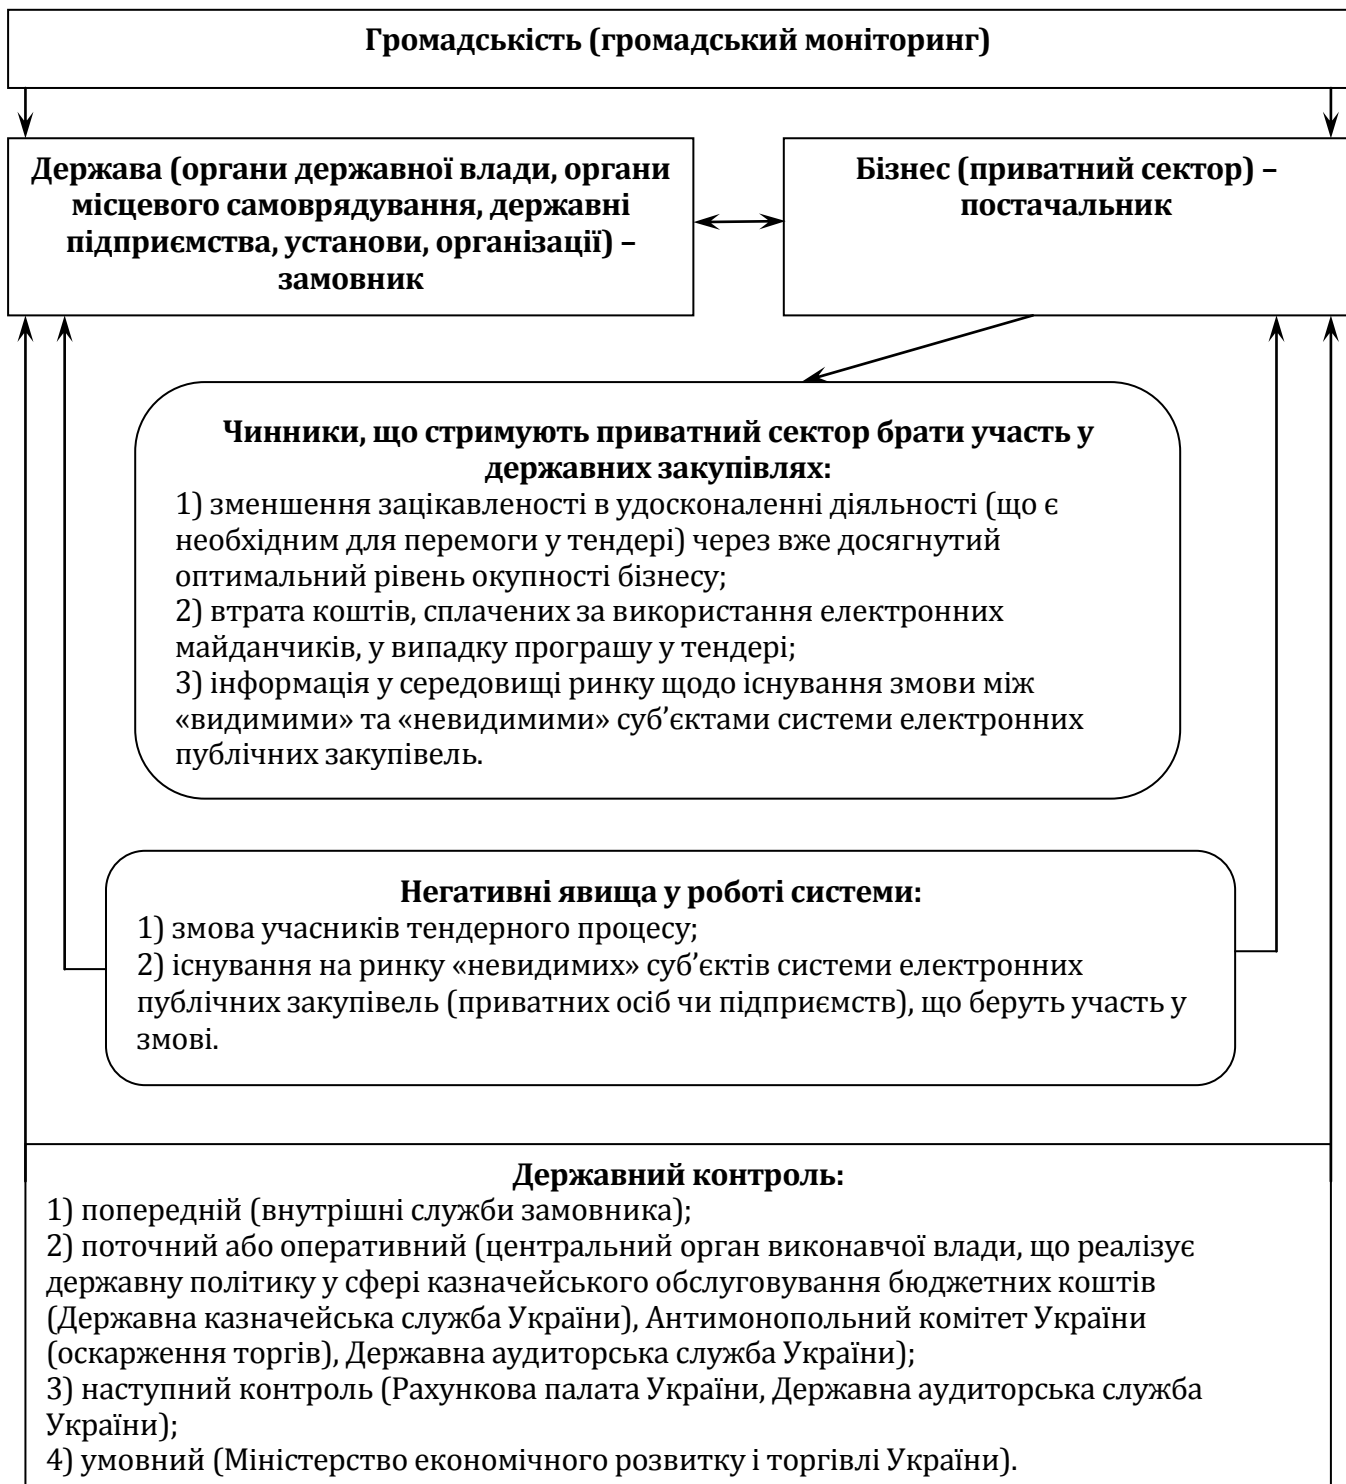 Громадськість (громадський моніторинг)
Держава (органи державної влади, органи
місцевого самоврядування, державні
підприємства, установи, організації) –
замовник
Бізнес (приватний сектор) –
постачальник
Чинники, що стримують приватний сектор брати участь у
державних закупівлях:
1) зменшення зацікавленості в удосконаленні діяльності (що є
необхідним для перемоги у тендері) через вже досягнутий
оптимальний рівень окупності бізнесу;
2) втрата коштів, сплачених за використання електронних
майданчиків, у випадку програшу у тендері;
3) інформація у середовищі ринку щодо існування змови між
«видимими» та «невидимими» суб’єктами системи електронних
публічних закупівель.
Негативні явища у роботі системи:
1) змова учасників тендерного процесу;
2) існування на ринку «невидимих» суб’єктів системи електронних
публічних закупівель (приватних осіб чи підприємств), що беруть участь у
змові.
Державний контроль:
1) попередній (внутрішні служби замовника);
2) поточний або оперативний (центральний орган виконавчої влади, що реалізує
державну політику у сфері казначейського обслуговування бюджетних коштів
(Державна казначейська служба України), Антимонопольний комітет України
(оскарження торгів), Державна аудиторська служба України);
3) наступний контроль (Рахункова палата України, Державна аудиторська служба
України);
4) умовний (Міністерство економічного розвитку і торгівлі України).